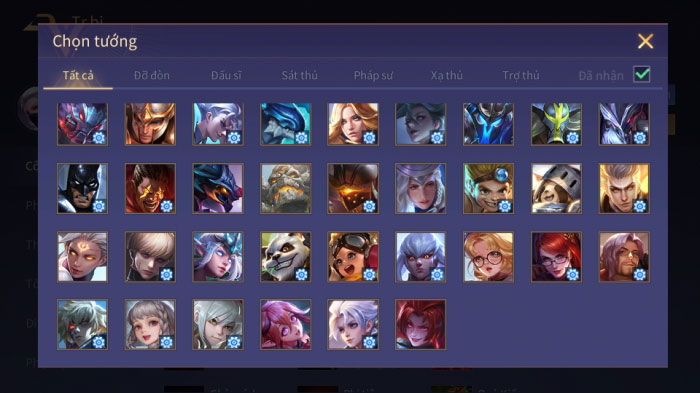 Chọn tướng
Tất cả Đỡ đòn Đấu sĩ Sát thủ Pháp sư Xạ thủ Trợ thủ Đã nhận